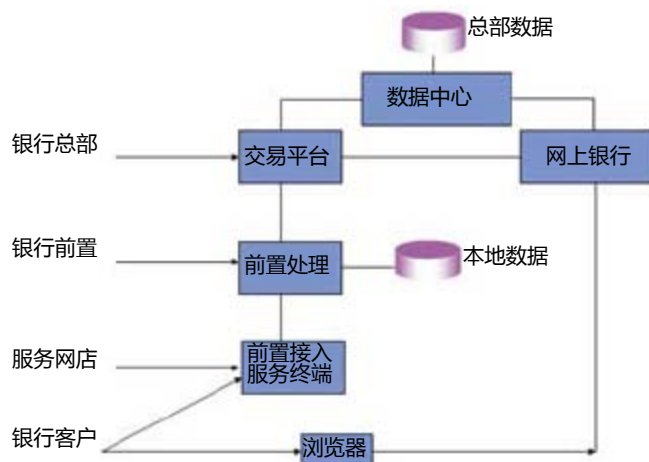 总部数据
数据中心
银行总部
交易平台
网上银行
银行前置
前置处理
本地数据
服务网店
前置接入
服务终端
银行客户
浏览器